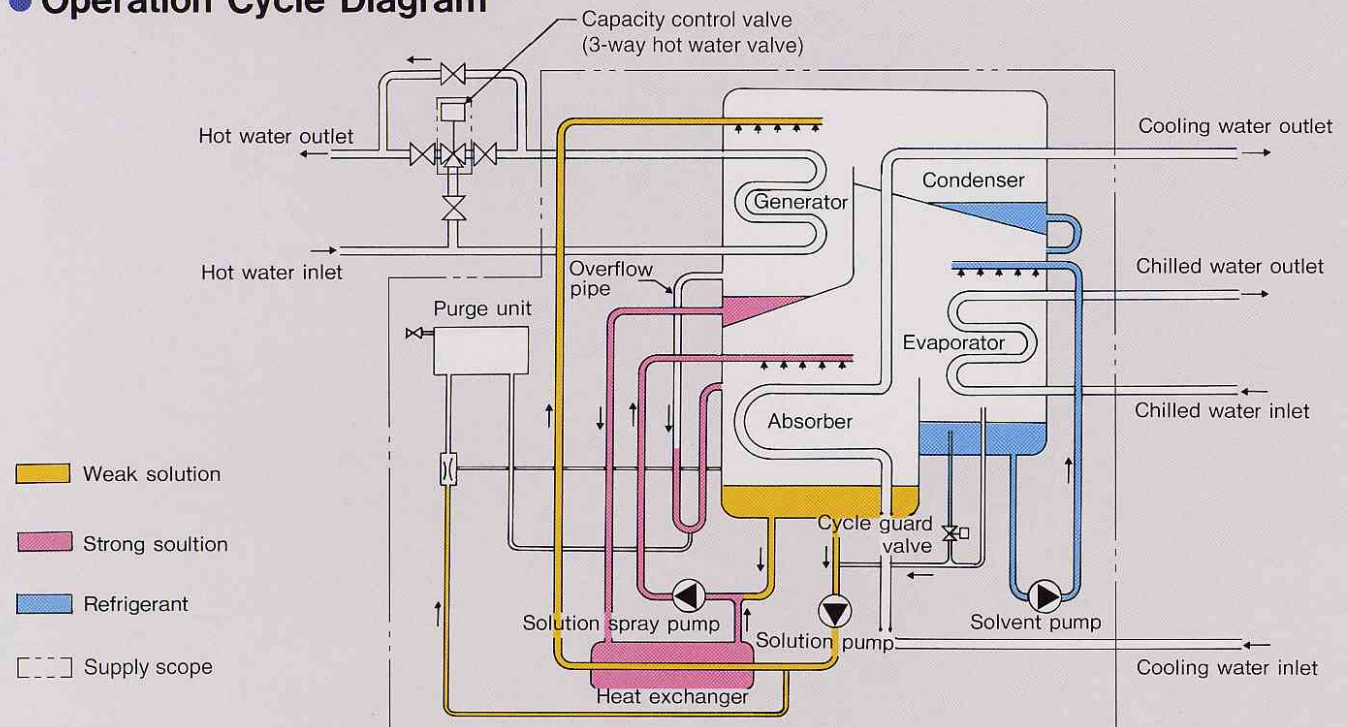 Operation Cycle Diagram
Capacity control valve
(3-way hot water valve)
Hot water outlet
Cooling water outlet
Condenser
Generator
Hot water inlet
Overflow
pipe
Chilled water outlet
Purge unit
Evaporator
Absorber
Chilled water inlet
Weak solution
Strong soultion
Cycle guard
valve
Refrigerant
Solution spray pump
Solution pump
Solvent pump
Supply scope
Heat exchanger
Cooling water inlet